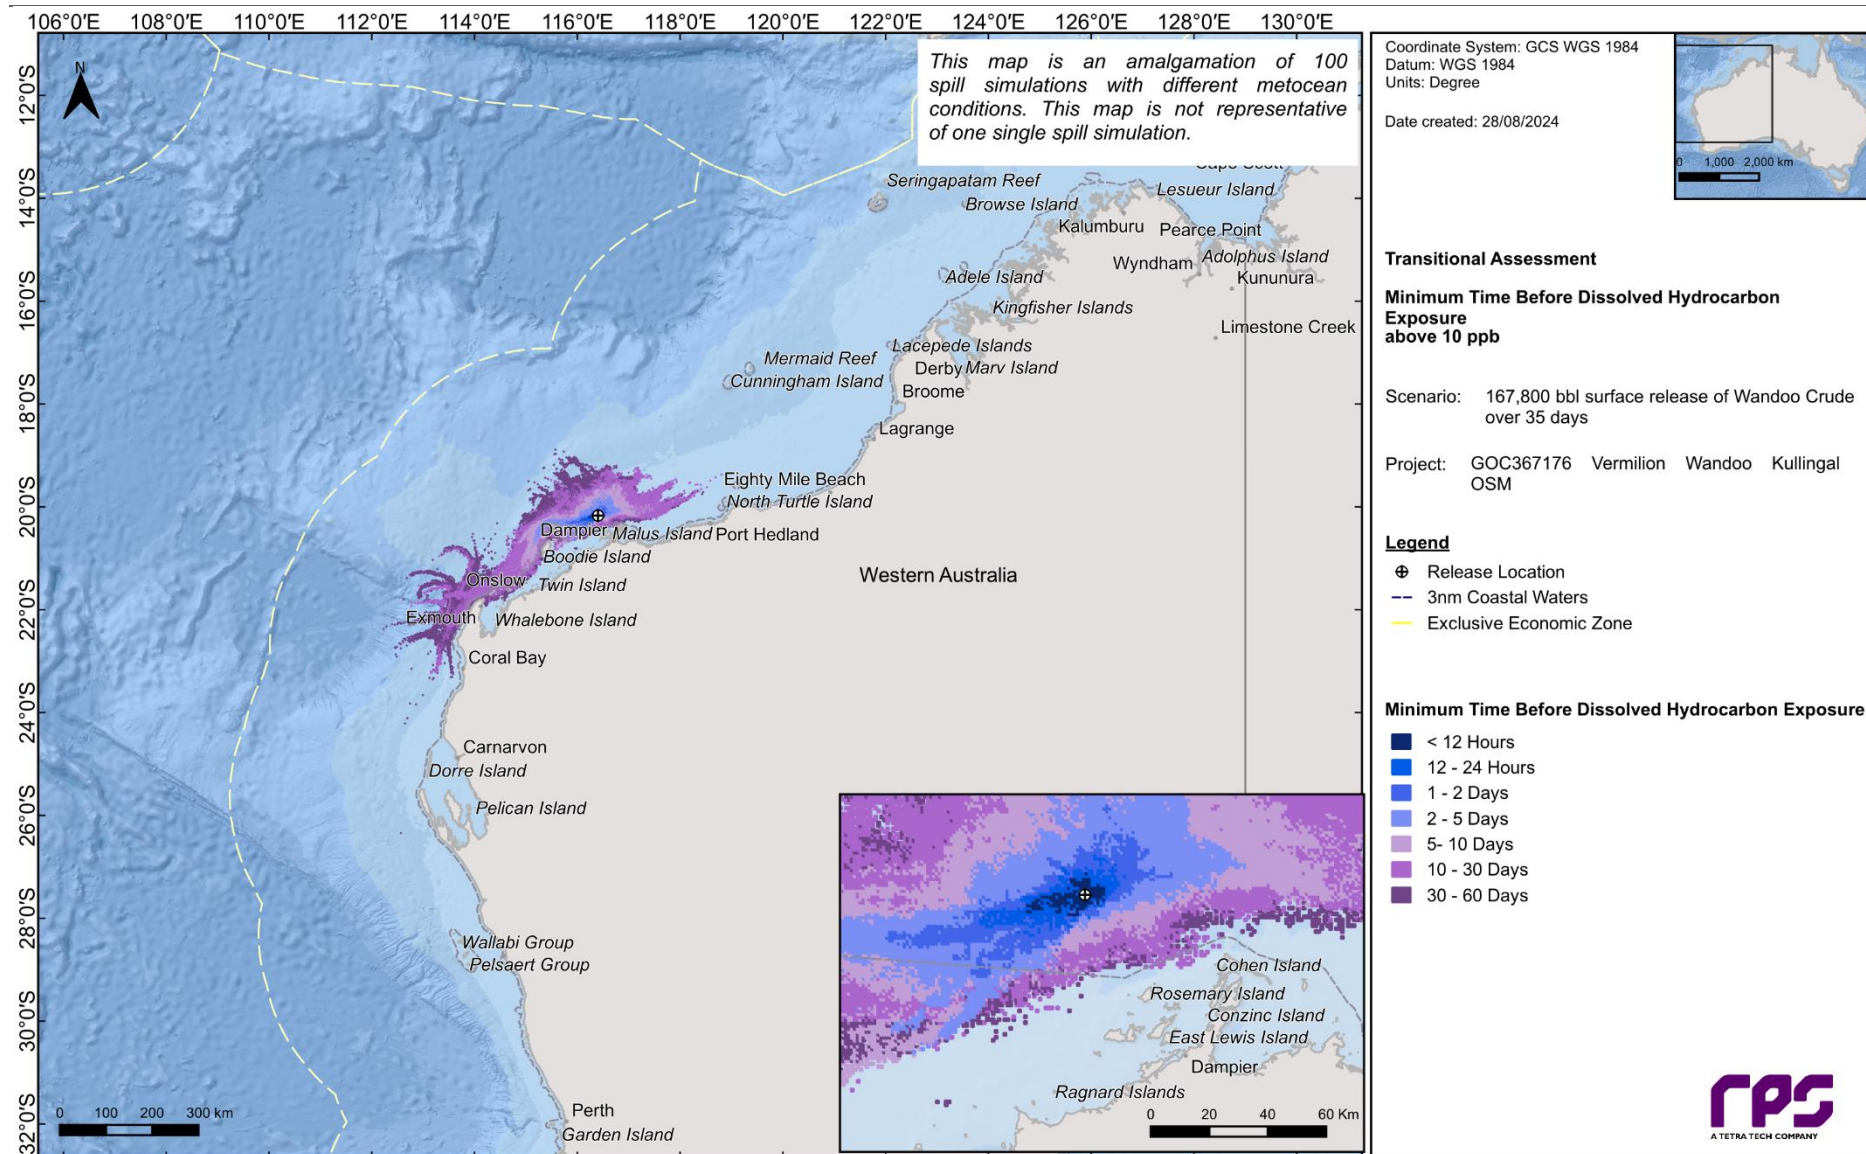 106°0'E 108°0'E 110°0'E 112°0'E 114°0'E 116°0'E 118°0'E 120°0'E 122°0'E 124°0'E 126°0'E 128°0'E 130°0'E
12°0'S
14°0'S
16°0'S
18°0'S
20°0'S
22°0'S
24°0'S
26°0'S
28°0'S
30°0'S
32°0'S
N
This map is an amalgamation of 100
spill simulations with different metocean
conditions. This map is not representative
of one single spill simulation.
Cape Scott
Seringapatam Reef
Lesueur Island
Browse Island
Kalumburu
Pearce Point
Adolphus Island
Wyndham
Kununura
Adele Island
Kingfisher Islands
Limestone Creek
Lacepede Islands
Mermaid Reef
Derby
Marv Island
Cunningham Island
Broome
Lagrange
Eighty Mile Beach
North Turtle Island
Dampier
Malus Island
Port Hedland
Boodie Island
Western Australia
Onslow
Twin Island
Exmouth
Whalebone Island
Coral Bay
Carnarvon
Dorre Island
Pelican Island
Wallabi Group
Pelsaert Group
Perth
Garden Island
0 100 200 300 km
Cohen Island
Rosemary Island
Conzinc Island
East Lewis Island
Dampier
Ragnard Islands
0 20 40 60 Km
Coordinate System: GCS WGS 1984
Datum: WGS 1984
Units: Degree
Date created: 28/08/2024
0 1,000 2,000 km
Transitional Assessment
Minimum Time Before Dissolved Hydrocarbon
Exposure
above 10 ppb
Scenario: 167,800 bbl surface release of Wandoo Crude
over 35 days
Project: GOC367176 Vermilion Wandoo Kullingal
OSM
Legend
Release Location
3nm Coastal Waters
Exclusive Economic Zone
Minimum Time Before Dissolved Hydrocarbon Exposure
< 12 Hours
12 - 24 Hours
1 - 2 Days
2 - 5 Days
5- 10 Days
10 - 30 Days
30 - 60 Days
rps
A TETRA TECH COMPANY